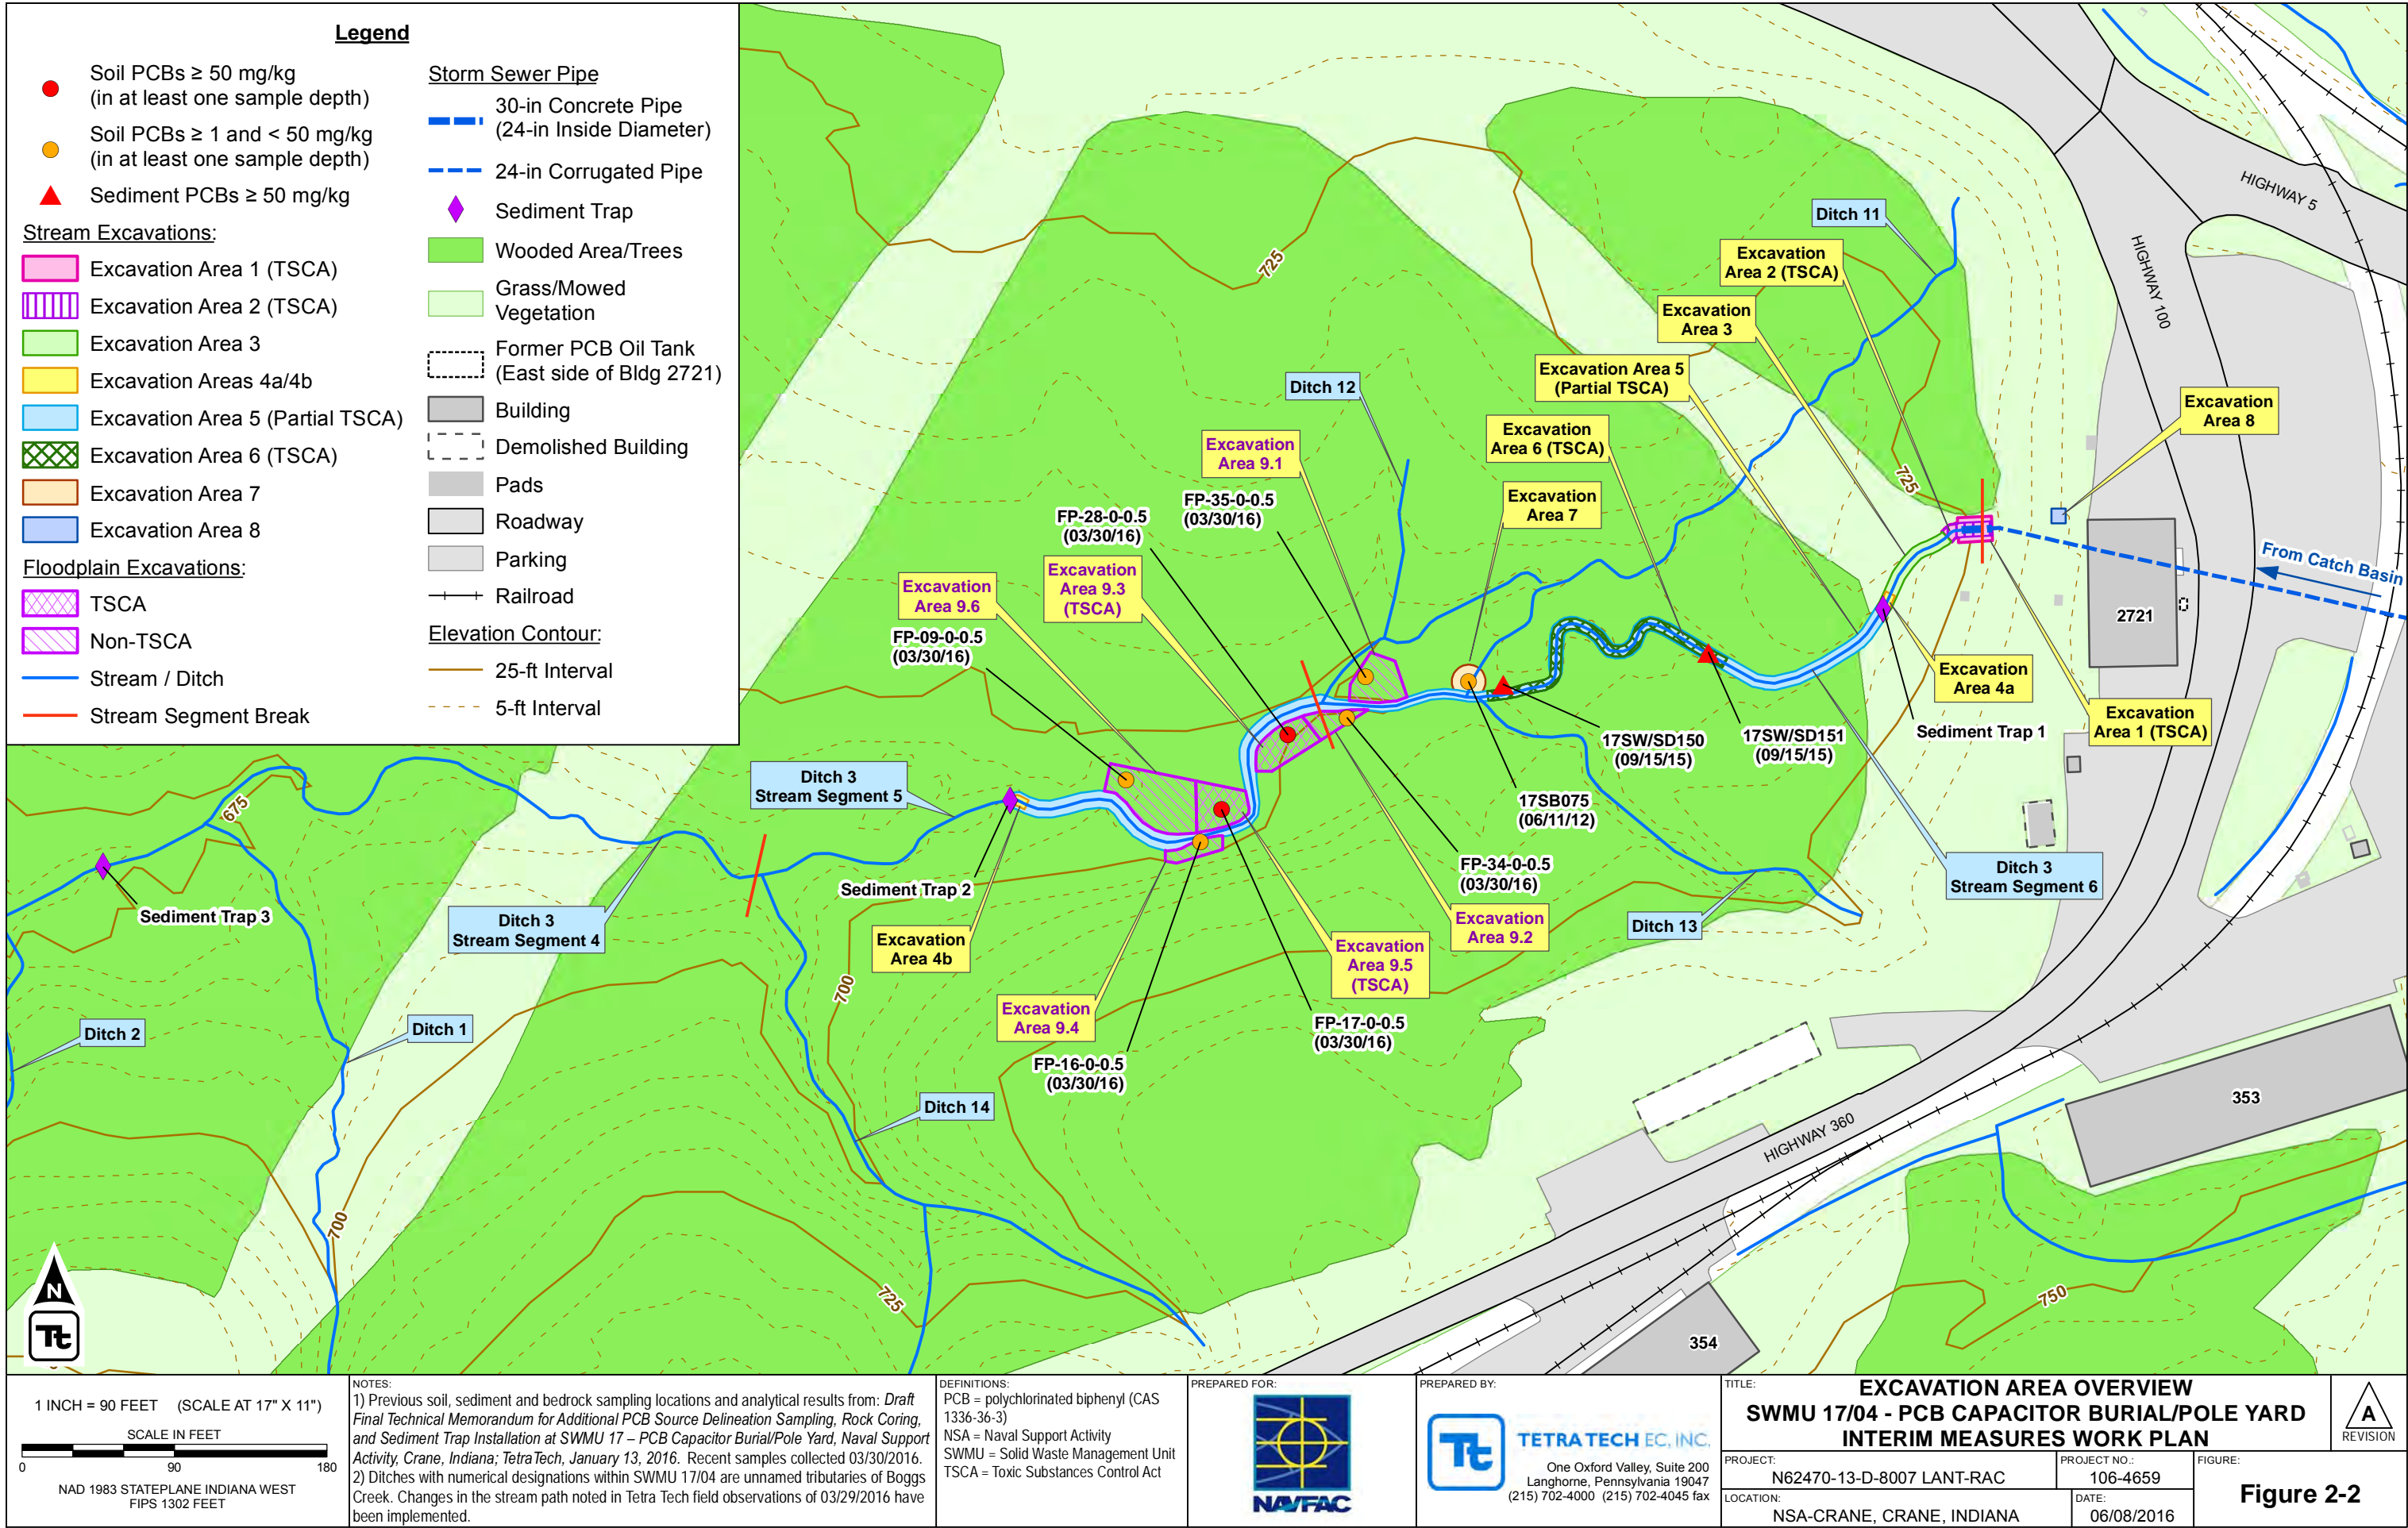 Legend
Soil PCBs ≥ 50 mg/kg
(in at least one sample depth)
Soil PCBs ≥ 1 and < 50 mg/kg
(in at least one sample depth)
Sediment PCBs ≥ 50 mg/kg
Stream Excavations:
Excavation Area 1 (TSCA)
Excavation Area 2 (TSCA)
Excavation Area 3
Excavation Areas 4a/4b
Excavation Area 5 (Partial TSCA)
Excavation Area 6 (TSCA)
Excavation Area 7
Excavation Area 8
Floodplain Excavations:
TSCA
Non-TSCA
Stream / Ditch
Stream Segment Break
Storm Sewer Pipe
30-in Concrete Pipe
(24-in Inside Diameter)
24-in Corrugated Pipe
Sediment Trap
Wooded Area/Trees
Grass/Mowed
Vegetation
Former PCB Oil Tank
(East side of Bldg 2721)
Building
Demolished Building
Pads
Roadway
Parking
Railroad
Elevation Contour:
25-ft Interval
5-ft Interval
HIGHWAY 5
HIGHWAY 100
725
Ditch 11
Excavation
Area 2 (TSCA)
Excavation
Area 3
Excavation Area 5
(Partial TSCA)
Ditch 12
Excavation
Area 8
Excavation
Area 6 (TSCA)
Excavation
Area 9.1
725
Excavation
Area 7
FP-35-0-0.5
(03/30/16)
FP-28-0-0.5
(03/30/16)
From Catch Basin
Excavation
Area 9.3
(TSCA)
Excavation
Area 9.6
2721
FP-09-0-0.5
(03/30/16)
Excavation
Area 4a
Excavation
Area 1 (TSCA)
Sediment Trap 1
17SW/SD150
(09/15/15)
17SW/SD151
(09/15/15)
Ditch 3
Stream Segment 5
17SB075
(06/11/12)
675
FP-34-0-0.5
(03/30/16)
Ditch 3
Stream Segment 6
Sediment Trap 2
Sediment Trap 3
Ditch 3
Stream Segment 4
Excavation
Area 9.2
Ditch 13
Excavation
Area 4b
Excavation
Area 9.5
(TSCA)
700
Excavation
Area 9.4
FP-17-0-0.5
(03/30/16)
Ditch 2
Ditch 1
FP-16-0-0.5
(03/30/16)
353
Ditch 14
HIGHWAY 360
700
725
750
354
N
Tt
1 INCH = 90 FEET (SCALE AT 17" X 11")
SCALE IN FEET
0 90 180
NAD 1983 STATEPLANE INDIANA WEST
FIPS 1302 FEET
NOTES:
1) Previous soil, sediment and bedrock sampling locations and analytical results from: Draft
Final Technical Memorandum for Additional PCB Source Delineation Sampling, Rock Coring,
and Sediment Trap Installation at SWMU 17 – PCB Capacitor Burial/Pole Yard, Naval Support
Activity, Crane, Indiana; TetraTech, January 13, 2016. Recent samples collected 03/30/2016.
2) Ditches with numerical designations within SWMU 17/04 are unnamed tributaries of Boggs
Creek. Changes in the stream path noted in Tetra Tech field observations of 03/29/2016 have
been implemented.
DEFINITIONS:
PCB = polychlorinated biphenyl (CAS
1336-36-3)
NSA = Naval Support Activity
SWMU = Solid Waste Management Unit
TSCA = Toxic Substances Control Act
PREPARED FOR:
NAVFAC
PREPARED BY:
Tt
TETRA TECH EC, INC.
One Oxford Valley, Suite 200
Langhorne, Pennsylvania 19047
(215) 702-4000 (215) 702-4045 fax
TITLE:
EXCAVATION AREA OVERVIEW
SWMU 17/04 - PCB CAPACITOR BURIAL/POLE YARD
INTERIM MEASURES WORK PLAN
A
REVISION
PROJECT:
N62470-13-D-8007 LANT-RAC
PROJECT NO.:
106-4659
FIGURE:
Figure 2-2
LOCATION:
NSA-CRANE, CRANE, INDIANA
DATE:
06/08/2016